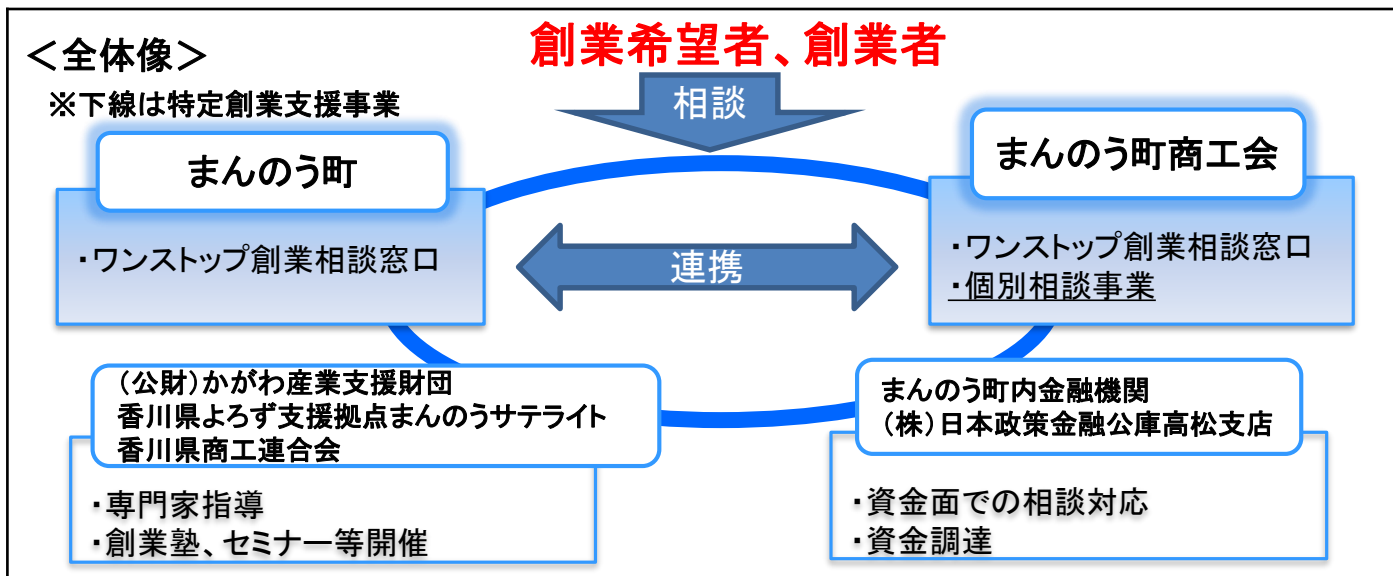 ＜全体像＞
創業希望者、創業者
※下線は特定創業支援事業
相談
まんのう町
・ワンストップ創業相談窓口
連携
まんのう町商工会
・ワンストップ創業相談窓口
・個別相談事業
（公財）かがわ産業支援財団
香川県よろず支援拠点まんのうサテライト
香川県商工連合会
・専門家指導
・創業塾、セミナー等開催
まんのう町内金融機関
（株）日本政策金融公庫高松支店
・資金面での相談対応
・資金調達